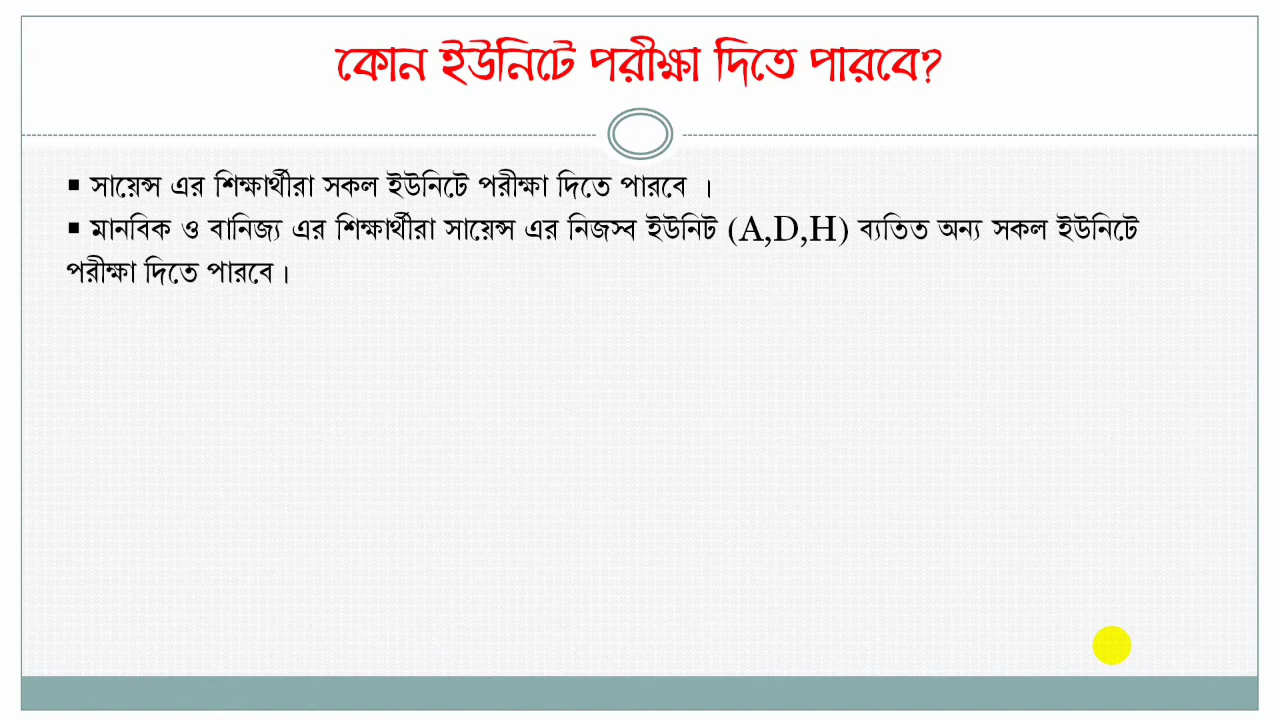 কোন ইউনিটে পরীক্ষা দিতে পারবে?
▪ সায়েন্স এর শিক্ষার্থীরা সকল ইউনিটে পরীক্ষা দিতে পারবে ।
▪ মানবিক ও বানিজ্য এর শিক্ষার্থীরা সায়েন্স এর নিজস্ব ইউনিট (A,D,H) ব্যতিত অন্য সকল ইউনিটে
পরীক্ষা দিতে পারবে।